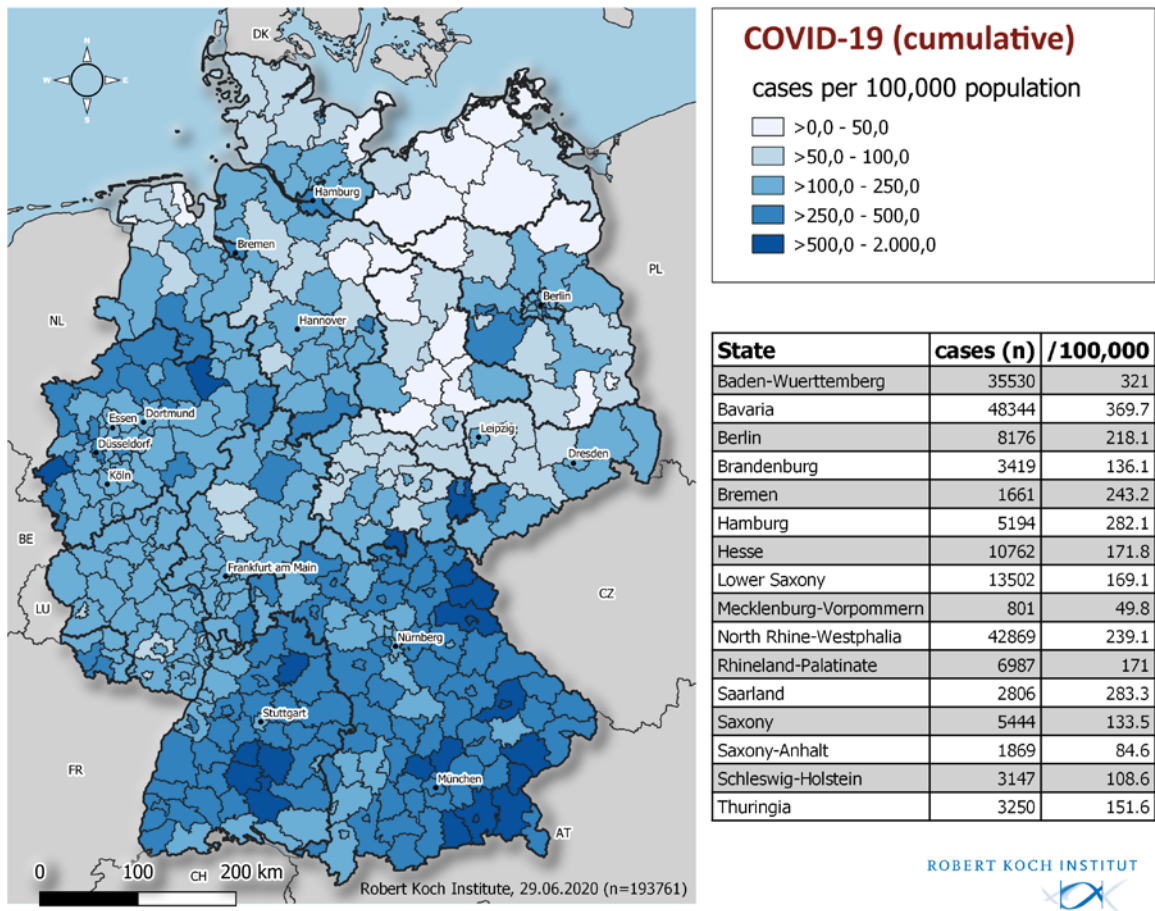 DK
N
W
E
S
Hamburg
Bremen
PL
Berlin
NL
Hannover
Essen
Dortmund
Düsseldorf
Leipzig
Dresden
Köln
BE
Frankfurt am Main
LU
CZ
Nürnberg
Stuttgart
FR
München
AT
0 100 200 km
CH
Robert Koch Institute, 29.06.2020 (n=193761)
COVID-19 (cumulative)
cases per 100,000 population
>0,0 - 50,0
>50,0 - 100,0
>100,0 - 250,0
>250,0 - 500,0
>500,0 - 2.000,0
State cases (n) /100,000
Baden-Wuerttemberg 35530 321
Bavaria 48344 369.7
Berlin 8176 218.1
Brandenburg 3419 136.1
Bremen 1661 243.2
Hamburg 5194 282.1
Hesse 10762 171.8
Lower Saxony 13502 169.1
Mecklenburg-Vorpommern 801 49.8
North Rhine-Westphalia 42869 239.1
Rhineland-Palatinate 6987 171
Saarland 2806 283.3
Saxony 5444 133.5
Saxony-Anhalt 1869 84.6
Schleswig-Holstein 3147 108.6
Thuringia 3250 151.6
ROBERT KOCH INSTITUT